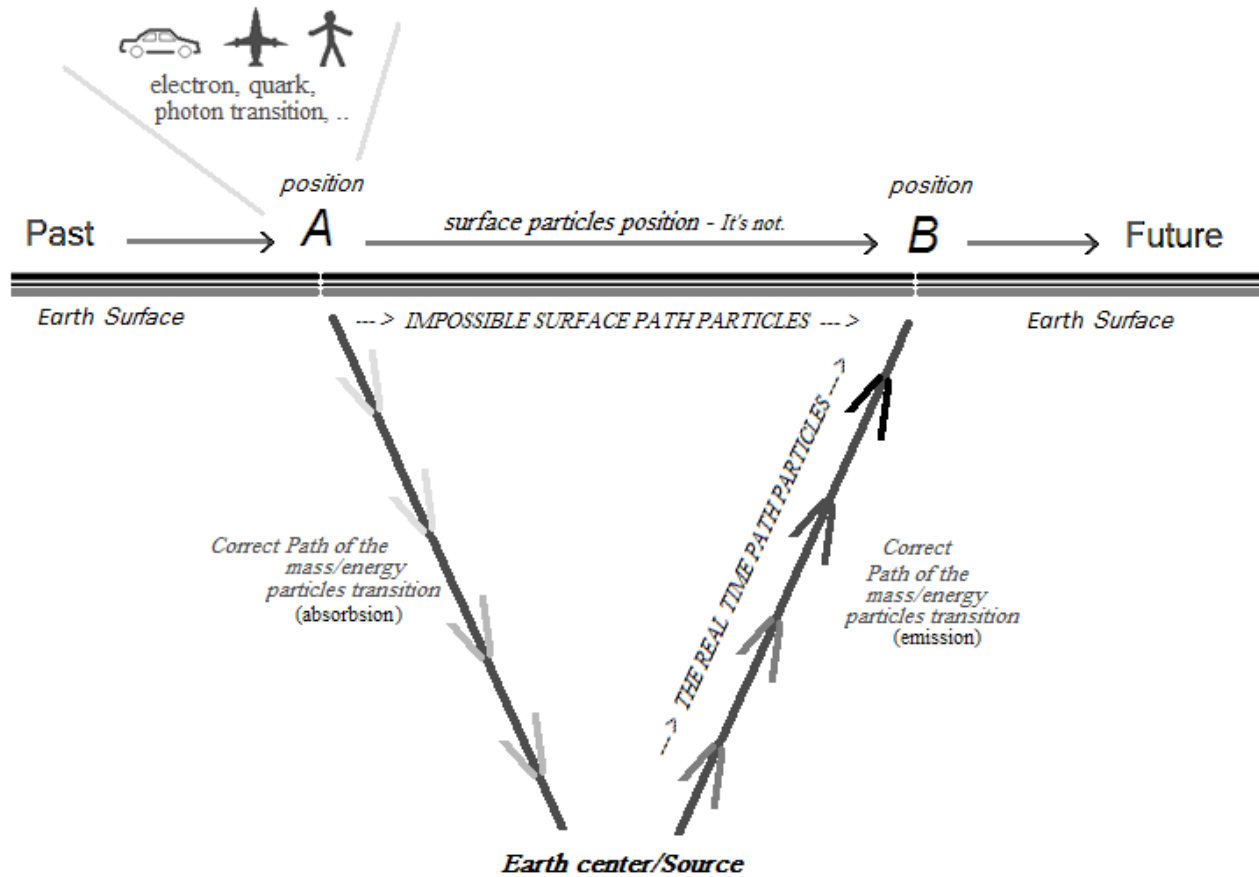 electron, quark,
photon transition, ..
position
position
Past
A
surface particles position - It's not.
B
Future
Earth Surface
---> IMPOSSIBLE SURFACE PATH PARTICLES --->
Earth Surface
---> THE REAL TIME PATH PARTICLES --->
Correct Path of the
mass/energy
particles transition
(absorbsion)
Correct
Path of the
mass/energy
particles transition
(emission)
Earth center/Source